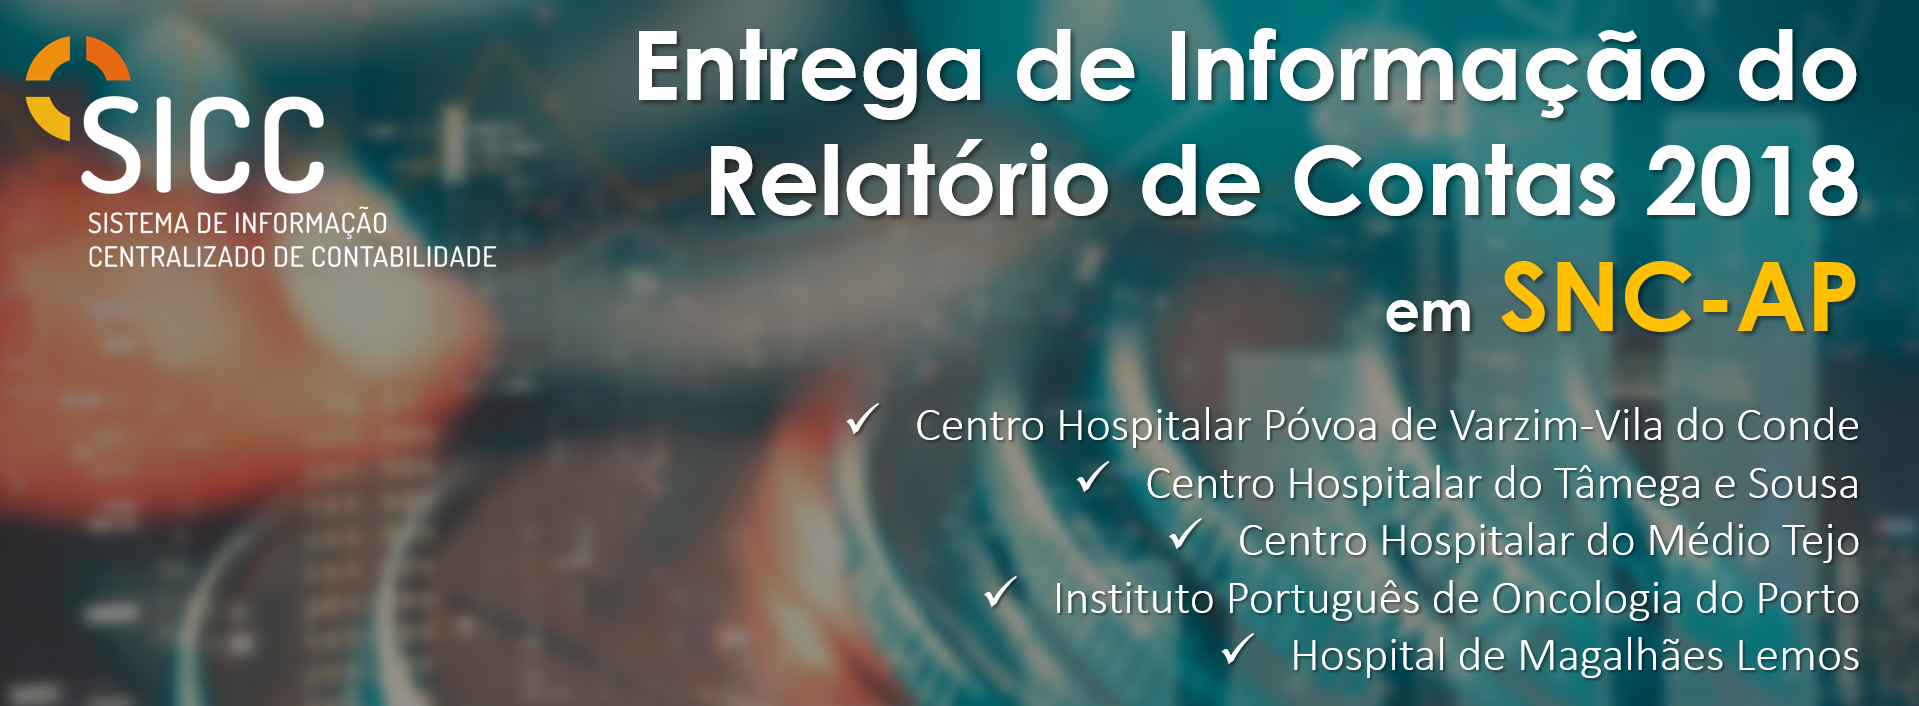 SICC
SISTEMA DE INFORMAÇÃO
CENTRALIZADO DE CONTABILIDADE
Entrega de Informação do
Relatório de Contas 2018
em SNC-AP
✓ Centro Hospitalar Póvoa de Varzim-Vila do Conde
✓ Centro Hospitalar do Tâmega e Sousa
✓ Centro Hospitalar do Médio Tejo
✓ Instituto Português de Oncologia do Porto
✓ Hospital de Magalhães Lemos